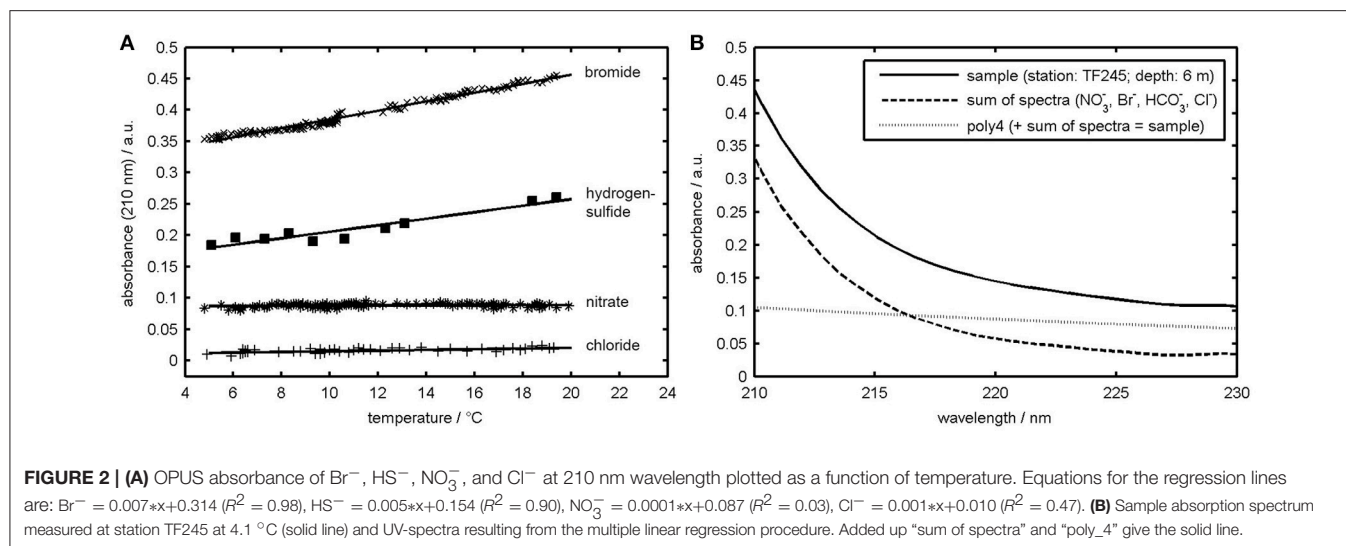 A
0.5
0.45
0.4
0.35
0.3
0.25
0.2
0.15
0.1
0.05
0
absorbance (210 nm) / a.u.
bromide
hydrogen-
sulfide
nitrate
chloride
4 6 8 10 12 14 16 18 20 22 24
temperature / °C
B
0.5
0.45
0.4
0.35
0.3
0.25
0.2
0.15
0.1
0.05
0
absorbance / a.u.
sample (station: TF245; depth: 6 m)
sum of spectra (NO₃⁻, Br⁻, HCO₃⁻, Cl⁻)
poly4 (+ sum of spectra = sample)
210 215 220 225 230
wavelength / nm
FIGURE 2 | (A) OPUS absorbance of Br⁻, HS⁻, NO₃⁻, and Cl⁻ at 210 nm wavelength plotted as a function of temperature. Equations for the regression lines
are: Br⁻ = 0.007*x+0.314 (R² = 0.98), HS⁻ = 0.005*x+0.154 (R² = 0.90), NO₃⁻ = 0.0001*x+0.087 (R² = 0.03), Cl⁻ = 0.001*x+0.010 (R² = 0.47). (B) Sample absorption spectrum
measured at station TF245 at 4.1 °C (solid line) and UV-spectra resulting from the multiple linear regression procedure. Added up “sum of spectra” and “poly_4” give the solid line.